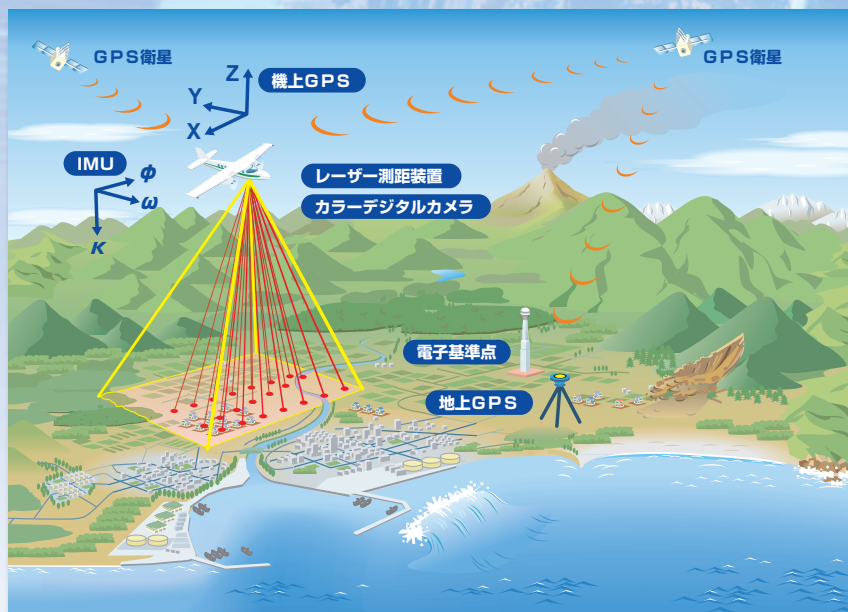 GPS衛星
GPS衛星
Z
機上GPS
Y
X
IMU
φ
ω
κ
レーザー測距装置
カラーデジタルカメラ
電子基準点
地上GPS